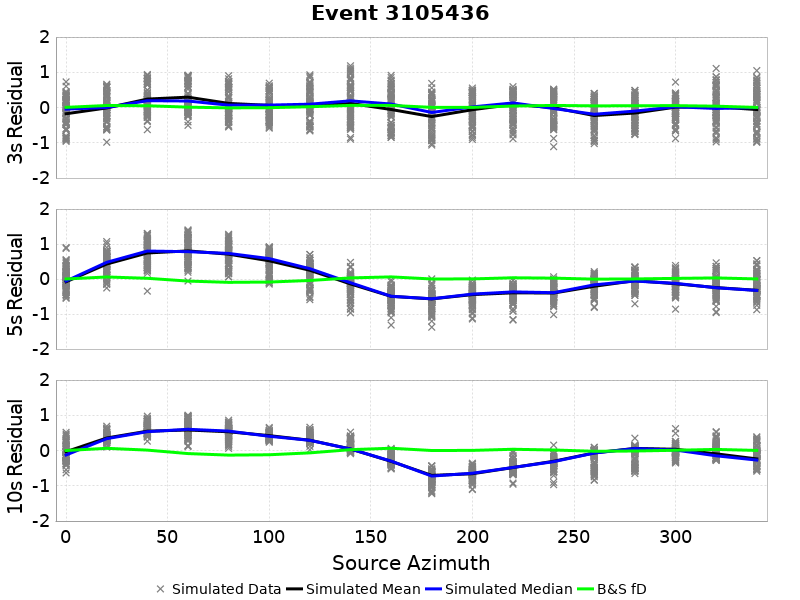 Event 3105436
3s Residual
2
1
0
-1
-2
5s Residual
2
1
0
-1
-2
10s Residual
2
1
0
-1
-2
0 50 100 150 200 250 300
Source Azimuth
Simulated Data Simulated Mean Simulated Median B&S fD